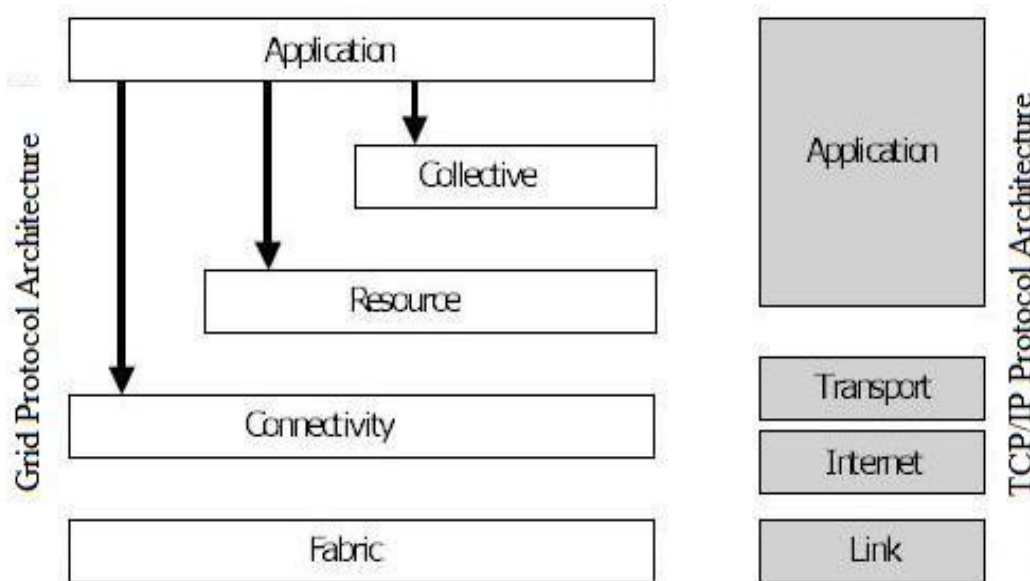 Grid Protocol Architecture
Application
Collective
Resource
Connectivity
Fabric
Application
Transport
Internet
Link
TCP/IP Protocol Architecture